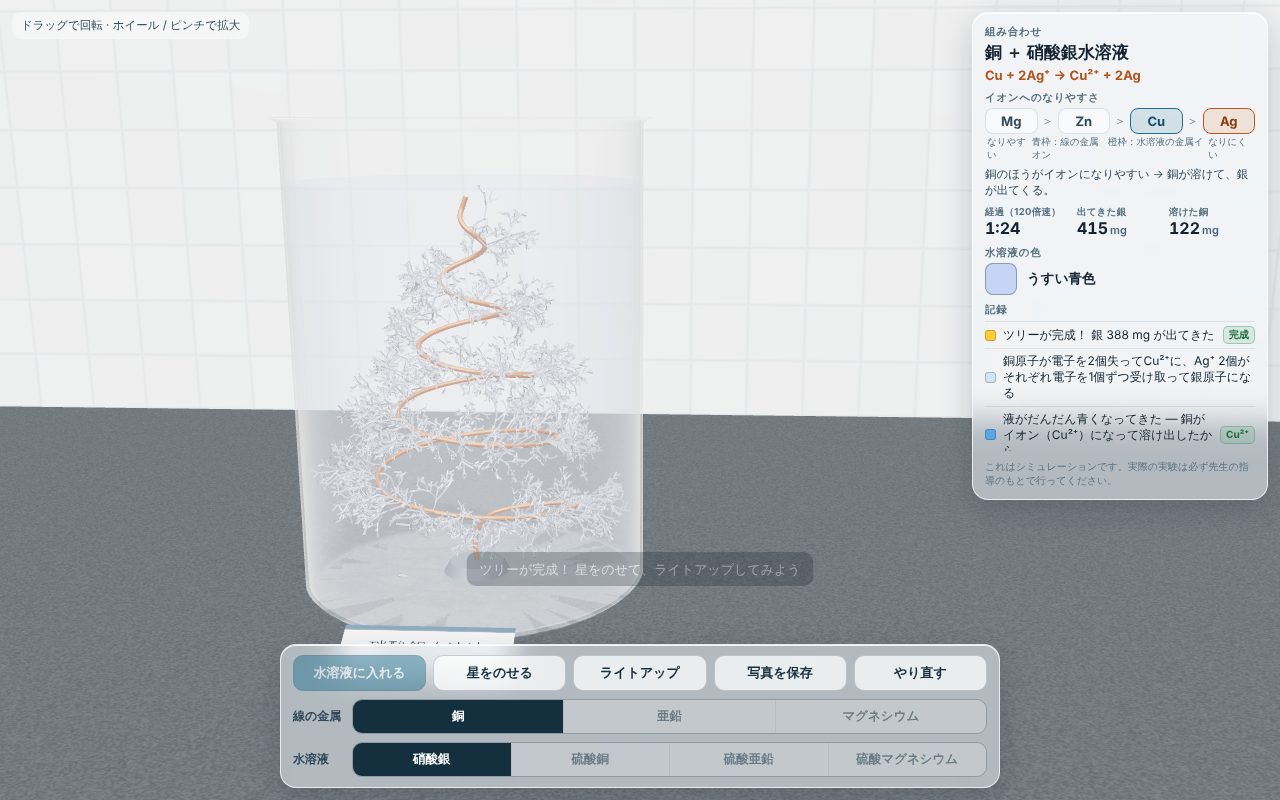 ドラッグで回転 · ホイール / ピンチで拡大
組み合わせ
銅 ＋ 硝酸銀水溶液
Cu + 2Ag⁺ → Cu²⁺ + 2Ag
イオンへのなりやすさ
Mg > Zn > Cu > Ag
なりやすい 青枠：線の金属 橙枠：水溶液の金属イオン なりにくい
銅のほうがイオンになりやすい → 銅が溶けて、銀
が出てくる。
経過（120倍速） 出てきた銀 溶けた銅
1:24 415 mg 122 mg
水溶液の色
うすい青色
記録
ツリーが完成！ 銀 388 mg が出てきた 完成
銅原子が電子を2個失ってCu²⁺に、Ag⁺ 2個が
それぞれ電子を1個ずつ受け取って銀原子にな
る
液がだんだん青くなってきた — 銅が
イオン（Cu²⁺）になって溶け出したか Cu²⁺
これはシミュレーションです。実際の実験は必ず先生の指
導のもとで行ってください。
ツリーが完成！ 星をのせて、ライトアップしてみよう
水溶液に入れる 星をのせる ライトアップ 写真を保存 やり直す
線の金属 銅 亜鉛 マグネシウム
水溶液 硝酸銀 硫酸銅 硫酸亜鉛 硫酸マグネシウム